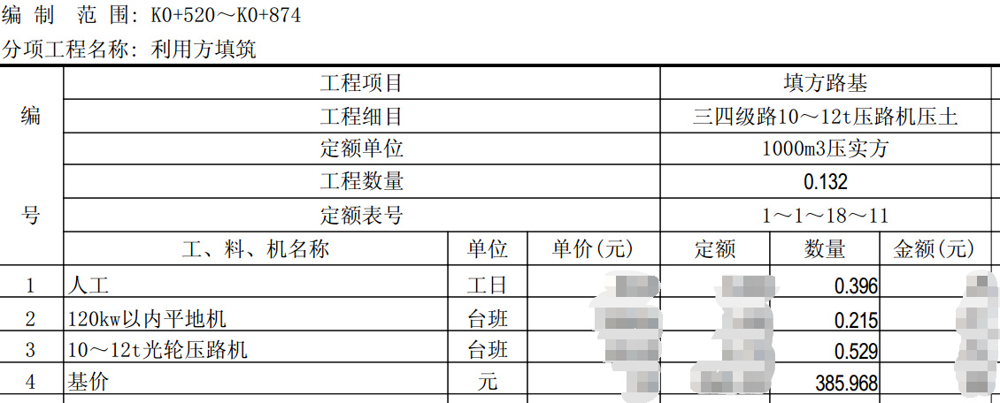 编 制 范 围: K0+520～K0+874
分项工程名称: 利用方填筑
编 号
工程项目 填方路基
工程细目 三四级路10～12t压路机压土
定额单位 1000m3压实方
工程数量 0.132
定额表号 1～1～18～11
工、料、机名称 单位 单价(元) 定额 数量 金额(元)
1 人工 工日 0.396
2 120kw以内平地机 台班 0.215
3 10～12t光轮压路机 台班 0.529
4 基价 元 385.968